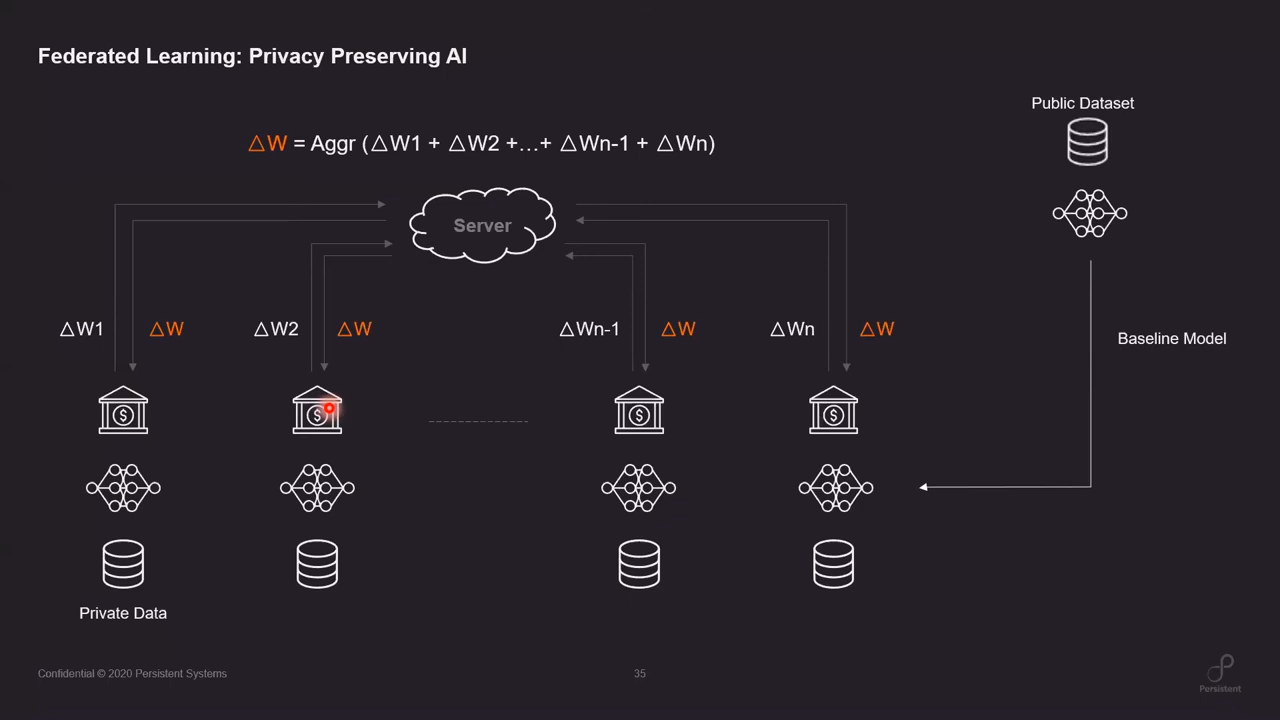 Federated Learning: Privacy Preserving AI
Public Dataset
△W = Aggr (△W1 + △W2 +…+ △Wn-1 + △Wn)
Server
△W1
△W
△W2
△W
△Wn-1
△W
△Wn
△W
Baseline Model
$
$
$
$
Private Data
Confidential © 2020 Persistent Systems
35
Persistent